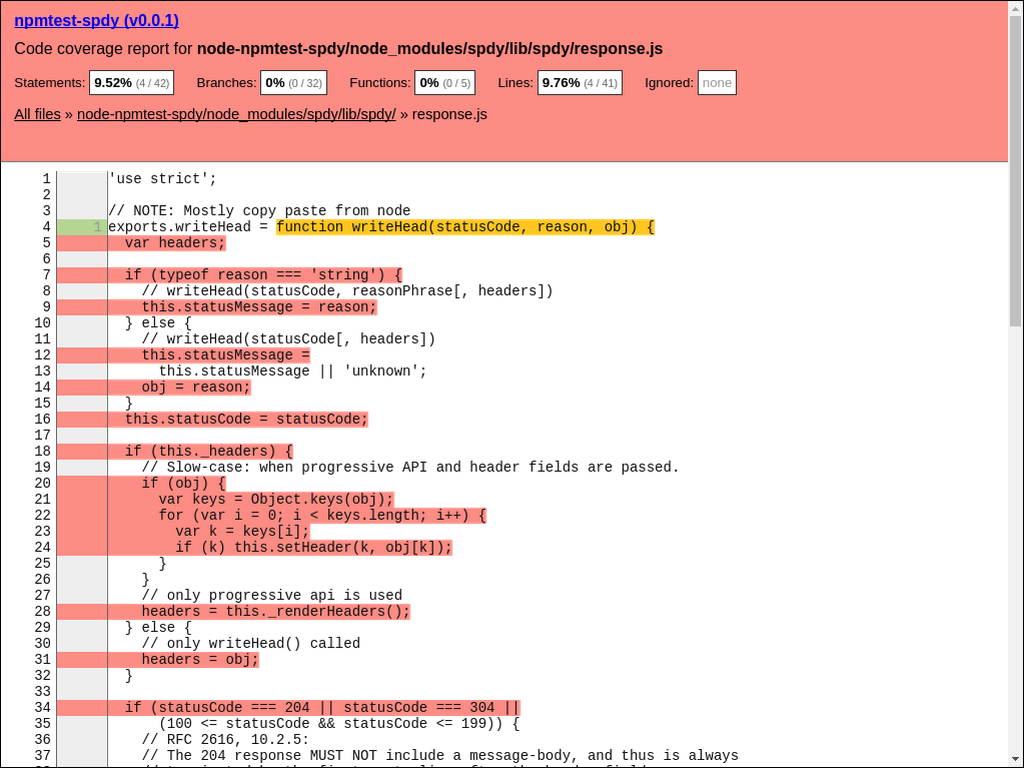 npmtest-spdy (v0.0.1)
Code coverage report for node-npmtest-spdy/node_modules/spdy/lib/spdy/response.js
Statements: 9.52% (4 / 42) Branches: 0% (0 / 32) Functions: 0% (0 / 5) Lines: 9.76% (4 / 41) Ignored: none
All files » node-npmtest-spdy/node_modules/spdy/lib/spdy/ » response.js
1 'use strict';
2
3 // NOTE: Mostly copy paste from node
4 1 exports.writeHead = function writeHead(statusCode, reason, obj) {
5   var headers;
6
7   if (typeof reason === 'string') {
8     // writeHead(statusCode, reasonPhrase[, headers])
9     this.statusMessage = reason;
10   } else {
11     // writeHead(statusCode[, headers])
12     this.statusMessage =
13       this.statusMessage || 'unknown';
14     obj = reason;
15   }
16   this.statusCode = statusCode;
17
18   if (this._headers) {
19     // Slow-case: when progressive API and header fields are passed.
20     if (obj) {
21       var keys = Object.keys(obj);
22       for (var i = 0; i < keys.length; i++) {
23         var k = keys[i];
24         if (k) this.setHeader(k, obj[k]);
25       }
26     }
27     // only progressive api is used
28     headers = this._renderHeaders();
29   } else {
30     // only writeHead() called
31     headers = obj;
32   }
33
34   if (statusCode === 204 || statusCode === 304 ||
35       (100 <= statusCode && statusCode <= 199)) {
36     // RFC 2616, 10.2.5:
37     // The 204 response MUST NOT include a message-body, and thus is always